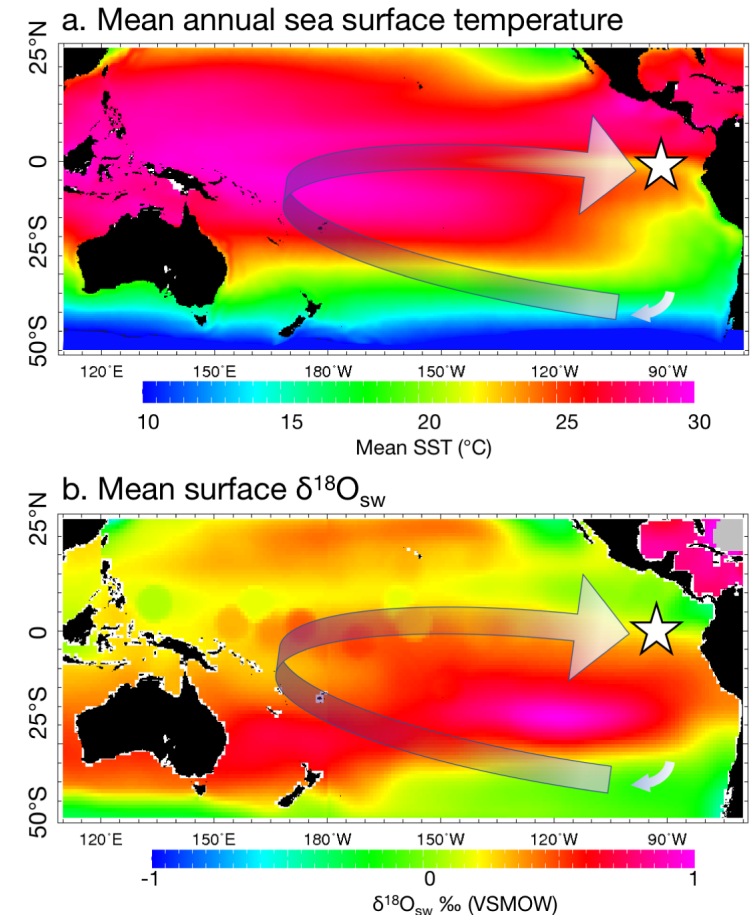 a. Mean annual sea surface temperature
25°N
0
25°S
50°S
120°E 150°W 180°W 150°W 120°W 90°W
10 15 20 25 30
Mean SST (°C)
b. Mean surface δ¹⁸Osw
25°N
0
25°S
50°S
120°E 150°W 180°W 150°W 120°W 90°W
-1 0 1
δ¹⁸Osw ‰ (VSMOW)